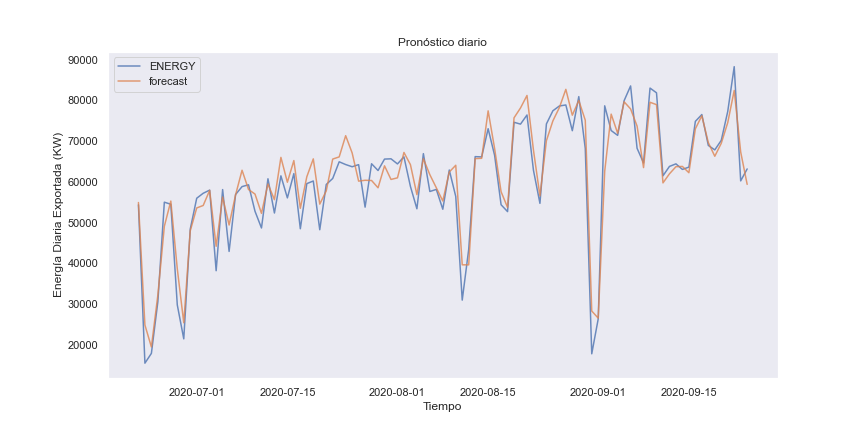 Pronóstico diario
ENERGY
forecast
Energía Diaria Exportada (KW)
90000
80000
70000
60000
50000
40000
30000
20000
2020-07-01 2020-07-15 2020-08-01 2020-08-15 2020-09-01 2020-09-15
Tiempo